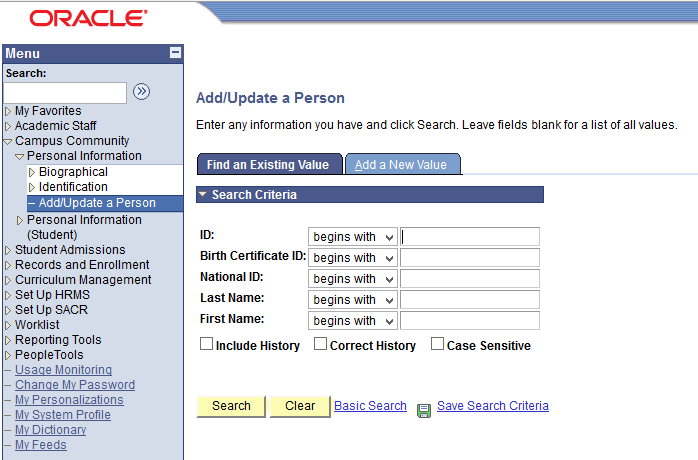 ORACLE®
Menu
Search:
My Favorites
Academic Staff
Campus Community
Personal Information
Biographical
Identification
Add/Update a Person
Personal Information
(Student)
Student Admissions
Records and Enrollment
Curriculum Management
Set Up HRMS
Set Up SACR
Worklist
Reporting Tools
PeopleTools
Usage Monitoring
Change My Password
My Personalizations
My System Profile
My Dictionary
My Feeds
Add/Update a Person
Enter any information you have and click Search. Leave fields blank for a list of all values.
Find an Existing Value Add a New Value
Search Criteria
ID: begins with
Birth Certificate ID: begins with
National ID: begins with
Last Name: begins with
First Name: begins with
Include History Correct History Case Sensitive
Search Clear Basic Search Save Search Criteria